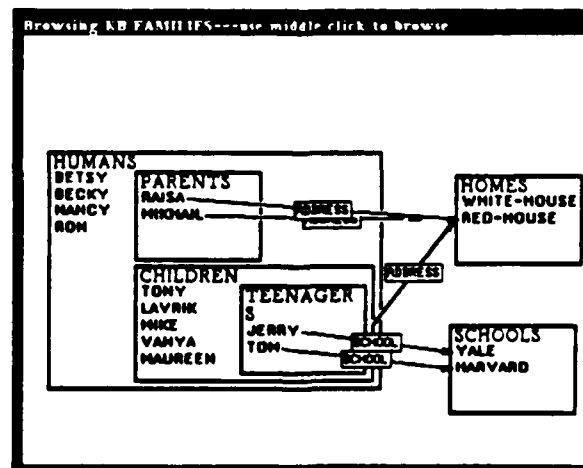 Browsing KB FAMILIES---use middle click to browse
HUMANS
BETSY
BECKY
NANCY
RON
PARENTS
RAISA
MIKHAIL
ADDRESS
HOMES
WHITE-HOUSE
RED-HOUSE
ADDRESS
CHILDREN
TONY
LAVRIK
MIKE
VANYA
MAUREEN
TEENAGER
S
JERRY
TOM
SCHOOL
SCHOOL
SCHOOLS
YALE
HARVARD